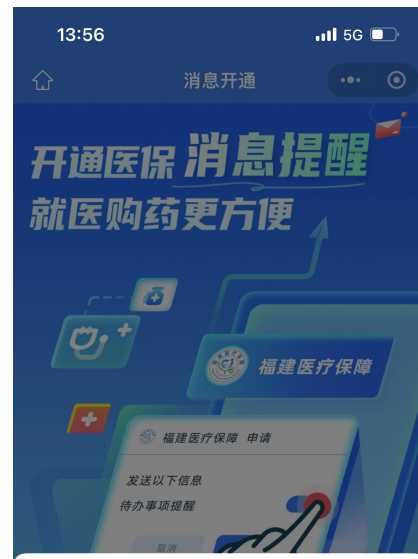 13:56
5G
消息开通
开通医保 消息提醒
就医购药更方便
福建医疗保障
福建医疗保障 申请
发送以下信息
待办事项提醒
取消